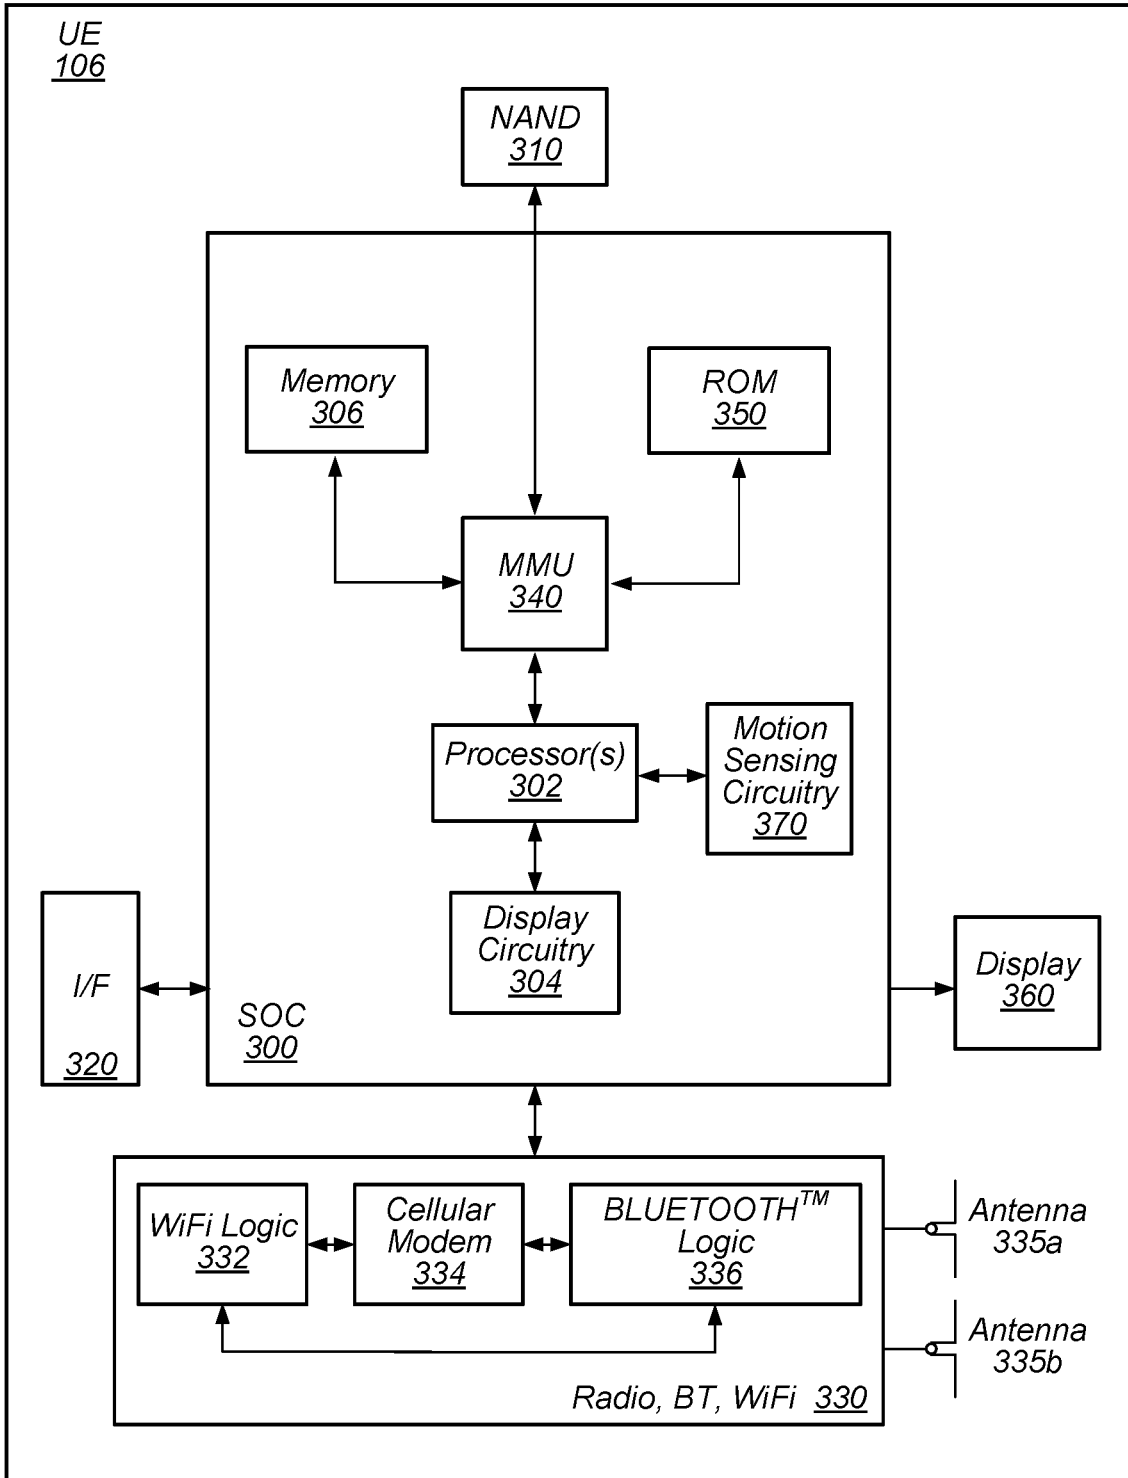 UE
106
NAND
310
Memory
306
ROM
350
MMU
340
Processor(s)
302
Motion
Sensing
Circuitry
370
Display
Circuitry
304
I/F
320
SOC
300
Display
360
WiFi Logic
332
Cellular
Modem
334
BLUETOOTH™
Logic
336
Antenna
335a
Antenna
335b
Radio, BT, WiFi 330